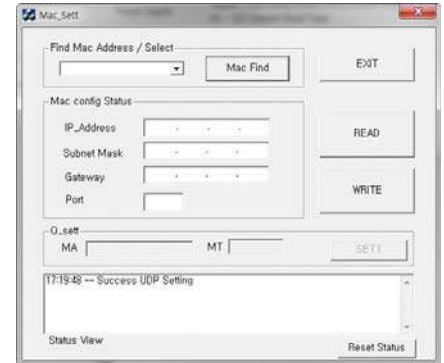 Mac_Sett
Find Mac Address / Select
Mac Find
EXIT
Mac config Status
IP_Address
Subnet Mask
Gateway
Port
READ
WRITE
O_sett
MA
MT
SETT
17:19:48 -- Success UDP Setting
Status View
Reset Status